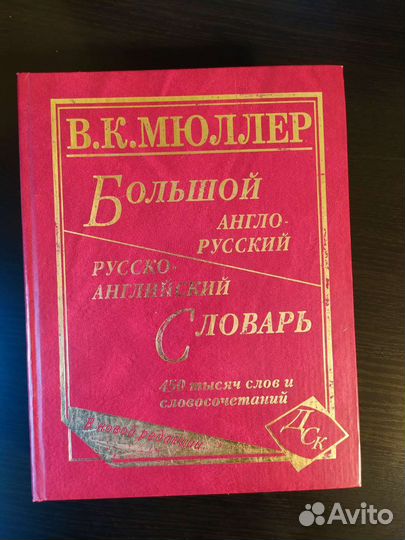 В.К.МЮЛЛЕР
БОЛЬШОЙ
АНГЛО-
РУССКИЙ
РУССКО-
АНГЛИЙСКИЙ
СЛОВАРЬ
450 тысяч слов и
словосочетаний
В новой редакции
ДСК
Avito